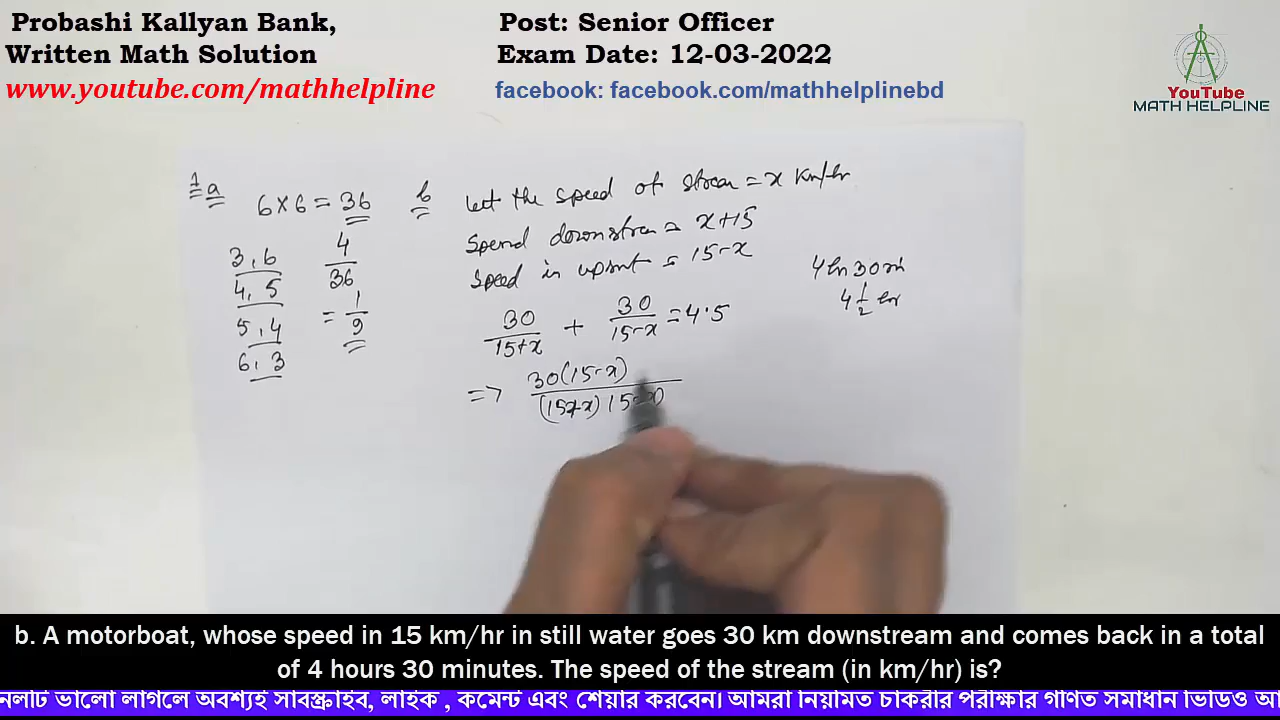 Probashi Kallyan Bank,
Written Math Solution
www.youtube.com/mathhelpline
Post: Senior Officer
Exam Date: 12-03-2022
facebook: facebook.com/mathhelplinebd
YouTube
MATH HELPLINE
1 a
6×6 = 36
3, 6
4, 5
5, 4
6, 3
4/36
= 1/9
b
Let the speed of stream = x Km/hr
Speed downstream = x+15
Speed in = 15-x
4 hr 30 mi
4 1/2 hr
30/(15+x) + 30/(15-x) = 4.5
=> 30(15-x)/(15+x)(15-x)
b. A motorboat, whose speed in 15 km/hr in still water goes 30 km downstream and comes back in a total
of 4 hours 30 minutes. The speed of the stream (in km/hr) is?
নেলটি ভালো লাগলে অবশ্যই সাবস্ক্রাইব, লাইক , কমেন্ট এবং শেয়ার করবেন। আমরা নিয়মিত চাকরীর পরীক্ষার গণিত সমাধান ভিডিও আ